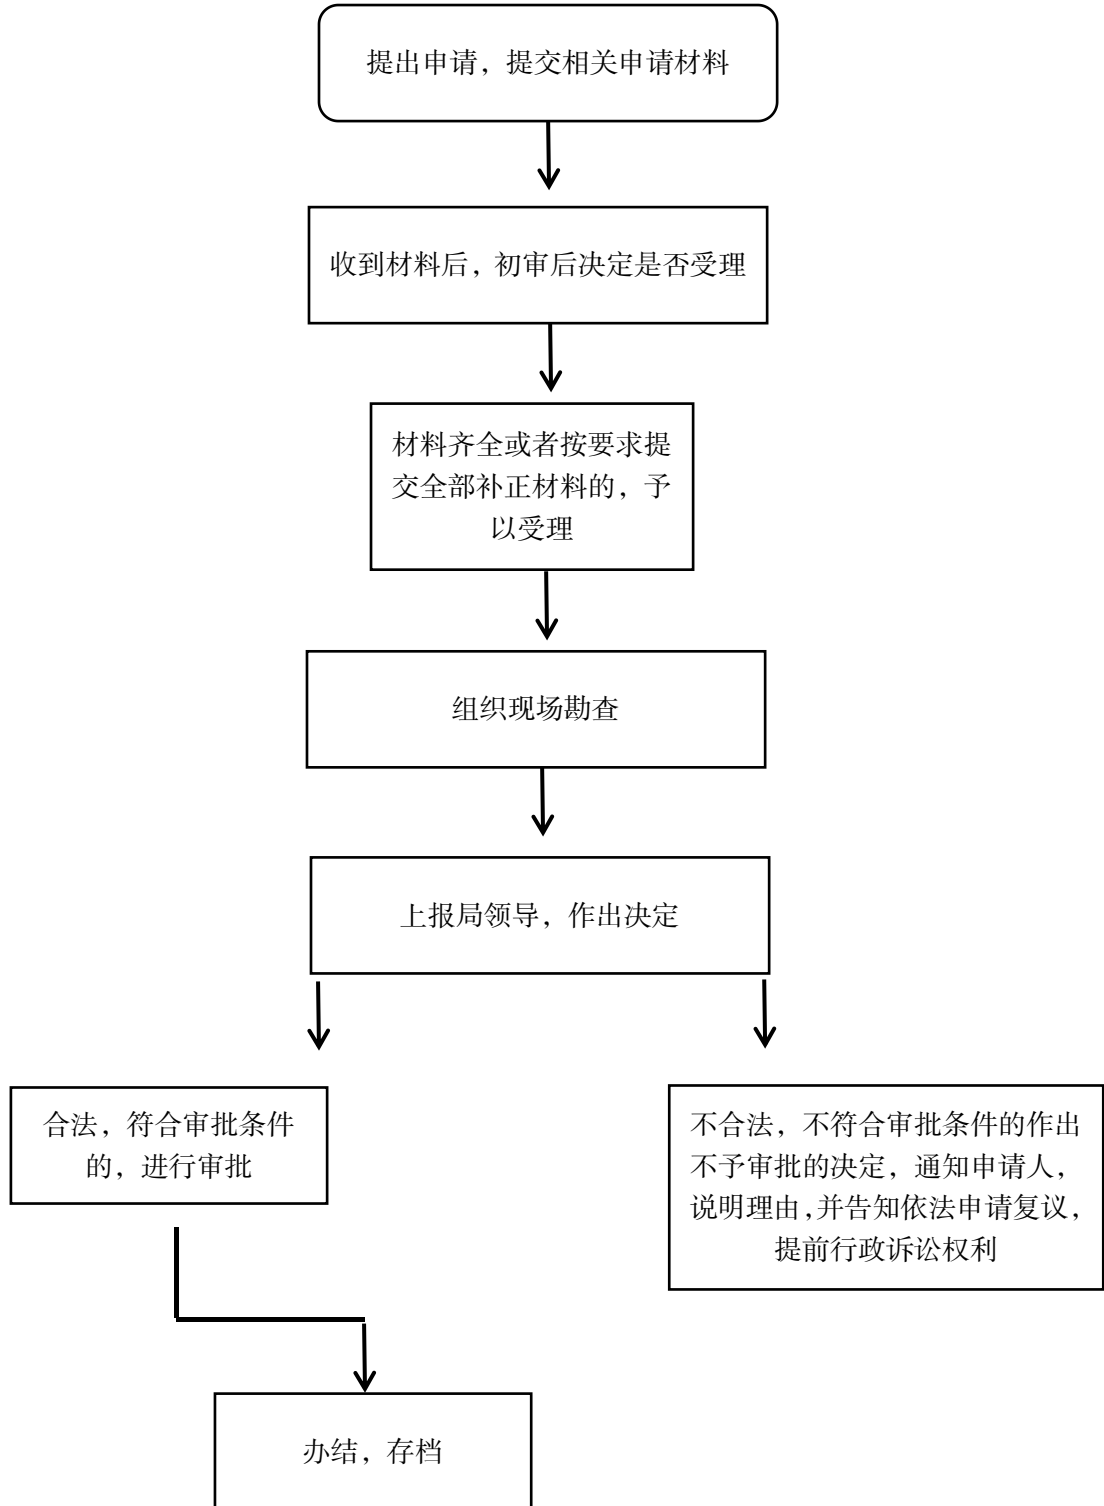 提出申请，提交相关申请材料
收到材料后，初审后决定是否受理
材料齐全或者按要求提
交全部补正材料的，予
以受理
组织现场勘查
上报局领导，作出决定
合法，符合审批条件
的，进行审批
不合法，不符合审批条件的作出
不予审批的决定，通知申请人，
说明理由，并告知依法申请复议，
提前行政诉讼权利
办结，存档